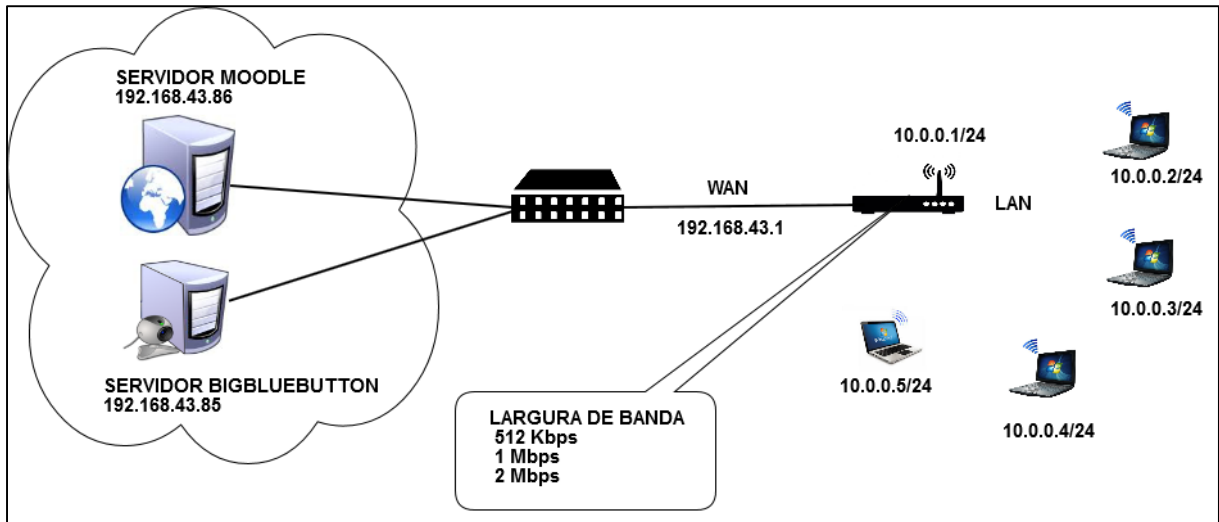 SERVIDOR MOODLE
192.168.43.86
SERVIDOR BIGBLUEBUTTON
192.168.43.85
WAN
192.168.43.1
10.0.0.1/24
LAN
10.0.0.2/24
10.0.0.3/24
10.0.0.5/24
10.0.0.4/24
LARGURA DE BANDA
512 Kbps
1 Mbps
2 Mbps